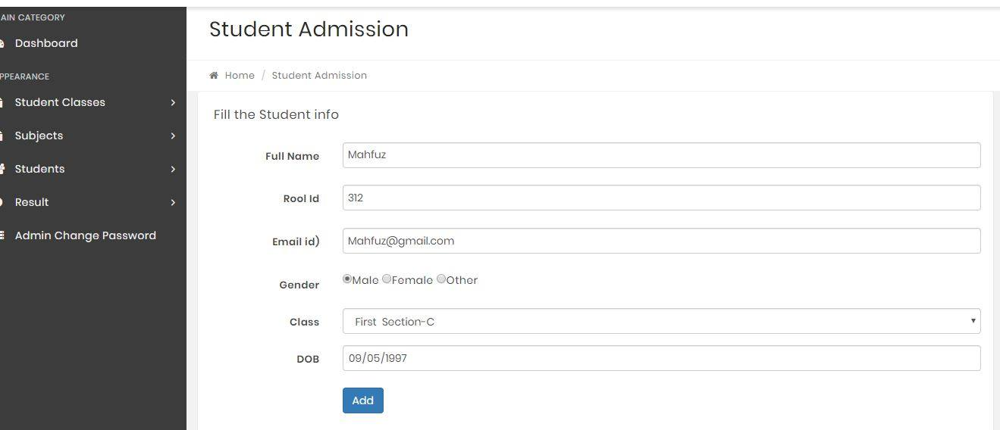 AIN CATEGORY
Dashboard
PPEARANCE
Student Classes
Subjects
Students
Result
Admin Change Password
Student Admission
Home / Student Admission
Fill the Student info
Full Name Mahfuz
Rool Id 312
Email id) Mahfuz@gmail.com
Gender Male Female Other
Class First Section-C
DOB 09/05/1997
Add